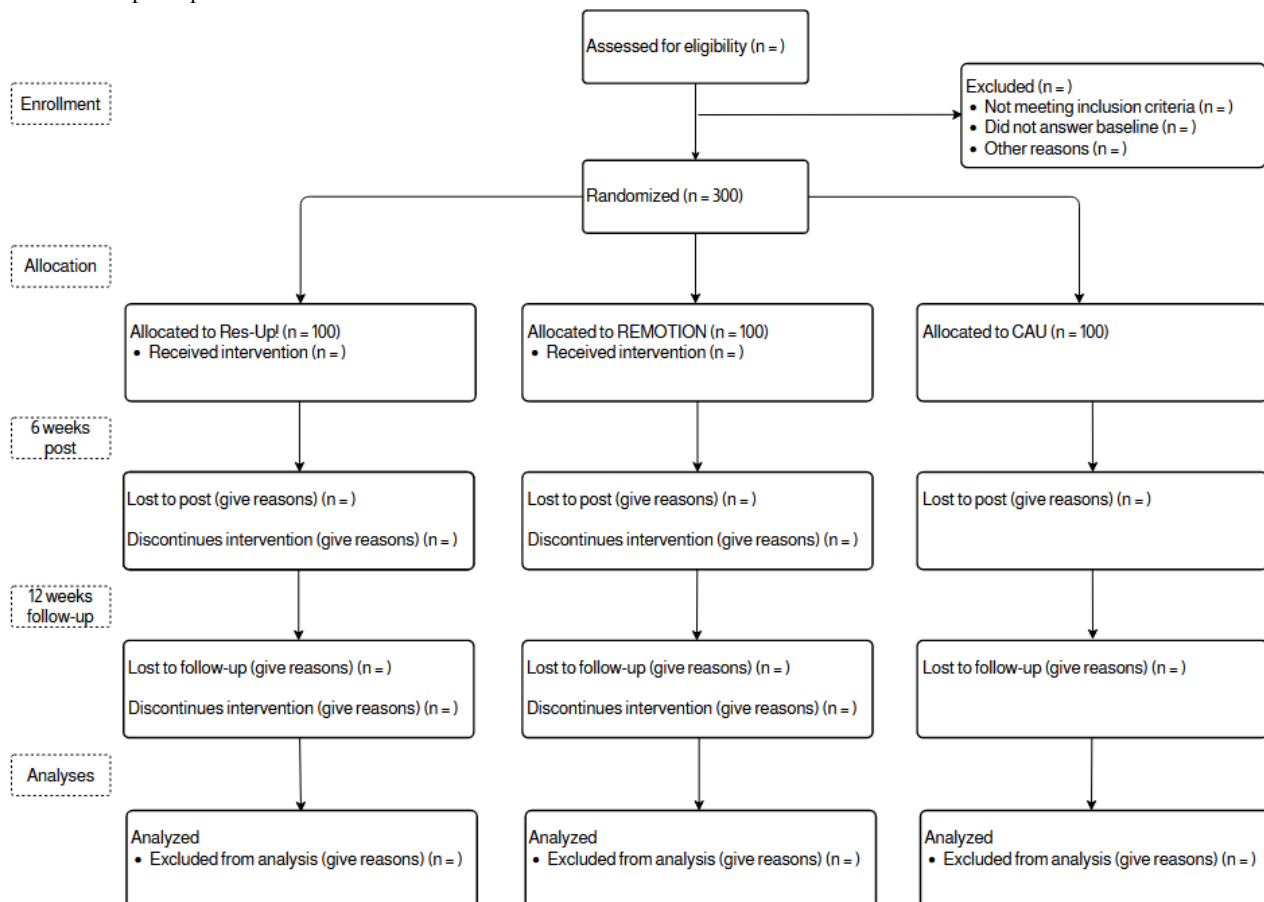 Assessed for eligibility (n = )
Enrollment
Excluded (n = )
• Not meeting inclusion criteria (n = )
• Did not answer baseline (n = )
• Other reasons (n = )
Randomized (n = 300)
Allocation
Allocated to Res-Up! (n = 100)
• Received intervention (n = )
Allocated to REMOTION (n = 100)
• Received intervention (n = )
Allocated to CAU (n = 100)
6 weeks
post
Lost to post (give reasons) (n = )
Discontinues intervention (give reasons) (n = )
Lost to post (give reasons) (n = )
Discontinues intervention (give reasons) (n = )
Lost to post (give reasons) (n = )
12 weeks
follow-up
Lost to follow-up (give reasons) (n = )
Discontinues intervention (give reasons) (n = )
Lost to follow-up (give reasons) (n = )
Discontinues intervention (give reasons) (n = )
Lost to follow-up (give reasons) (n = )
Analyses
Analyzed
• Excluded from analysis (give reasons) (n = )
Analyzed
• Excluded from analysis (give reasons) (n = )
Analyzed
• Excluded from analysis (give reasons) (n = )